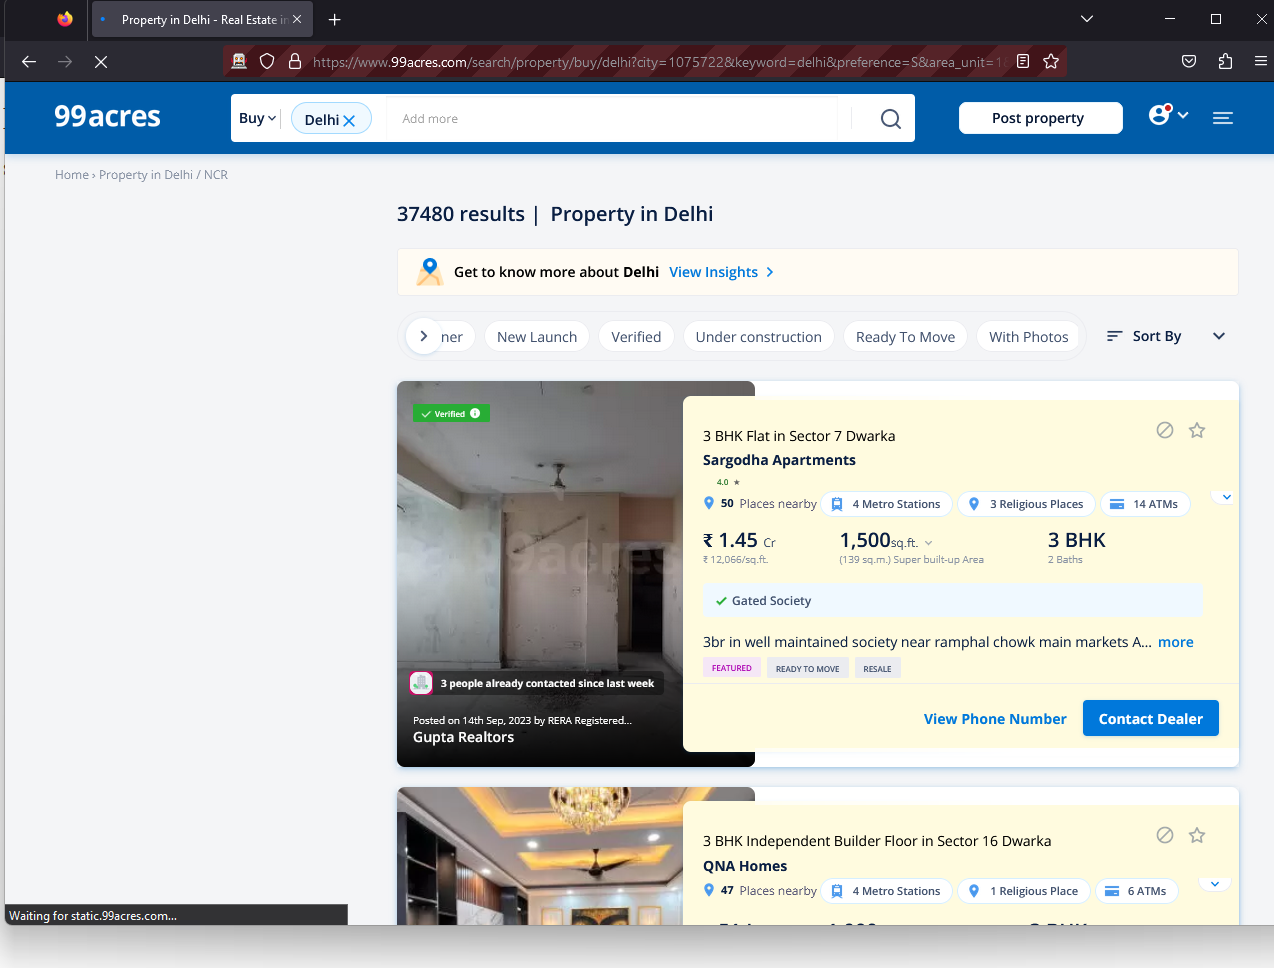 Property in Delhi - Real Estate in
https://www.99acres.com/search/property/buy/delhi?city=1075722&keyword=delhi&preference=S&area_unit=1
99acres
Buy
Delhi
Add more
Post property
Home › Property in Delhi / NCR
37480 results | Property in Delhi
Get to know more about Delhi View Insights
ner
New Launch
Verified
Under construction
Ready To Move
With Photos
Sort By
Verified
3 BHK Flat in Sector 7 Dwarka
Sargodha Apartments
4.0 ★
50 Places nearby
4 Metro Stations
3 Religious Places
14 ATMs
₹ 1.45 Cr
1,500sq.ft.
3 BHK
₹ 12,066/sq.ft.
(139 sq.m.) Super built-up Area
2 Baths
99acres
Gated Society
3br in well maintained society near ramphal chowk main markets A... more
FEATURED
READY TO MOVE
RESALE
3 people already contacted since last week
Posted on 14th Sep, 2023 by RERA Registered...
Gupta Realtors
View Phone Number
Contact Dealer
3 BHK Independent Builder Floor in Sector 16 Dwarka
QNA Homes
47 Places nearby
4 Metro Stations
1 Religious Place
6 ATMs
Waiting for static.99acres.com...